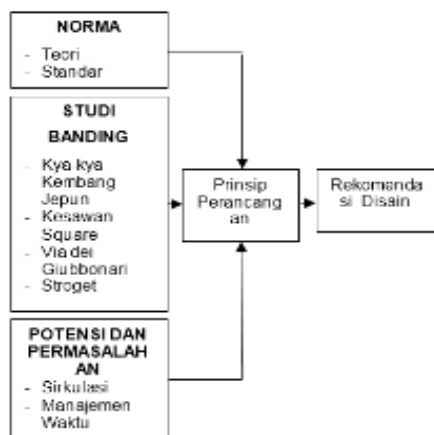 NORMA
- Teori
- Standar
STUDI
BANDING
- Kya kya
Kembang
Jepun
- Kesawan
Square
- Via dei
Giubbonari
- Stroget
POTENSI DAN
PERMASALAH
AN
- Sirkulasi
- Manajemen
Waktu
Prinsip
Perancang
an
Rekomenda
si Disain